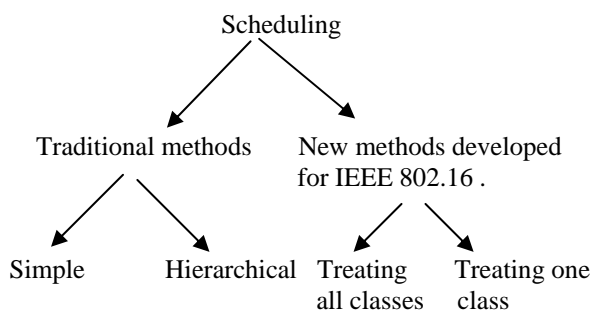 Scheduling
Traditional methods
New methods developed
for IEEE 802.16 .
Simple
Hierarchical
Treating
all classes
Treating one
class